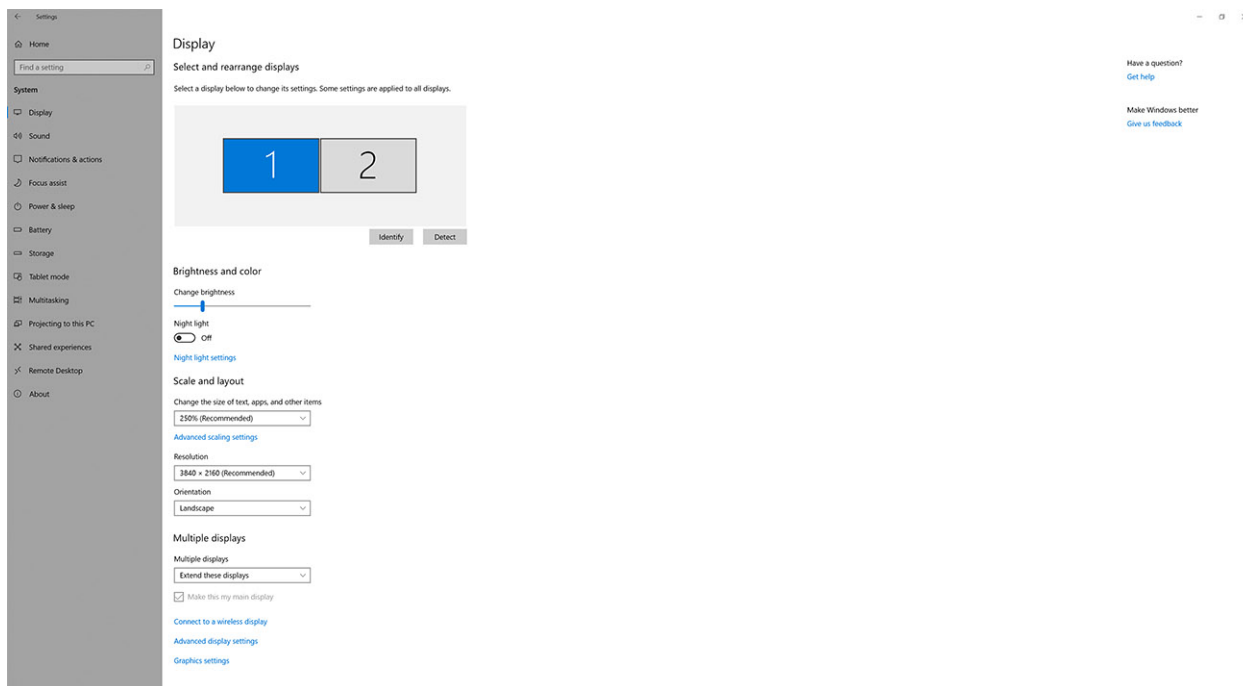 Settings
Home
Find a setting
System
Display
Sound
Notifications & actions
Focus assist
Power & sleep
Battery
Storage
Tablet mode
Multitasking
Projecting to this PC
Shared experiences
Remote Desktop
About
Display
Select and rearrange displays
Select a display below to change its settings. Some settings are applied to all displays.
1 2
Identify Detect
Brightness and color
Change brightness
Night light
Off
Night light settings
Scale and layout
Change the size of text, apps, and other items
250% (Recommended)
Advanced scaling settings
Resolution
3840 × 2160 (Recommended)
Orientation
Landscape
Multiple displays
Multiple displays
Extend these displays
Make this my main display
Connect to a wireless display
Advanced display settings
Graphics settings
Have a question?
Get help
Make Windows better
Give us feedback